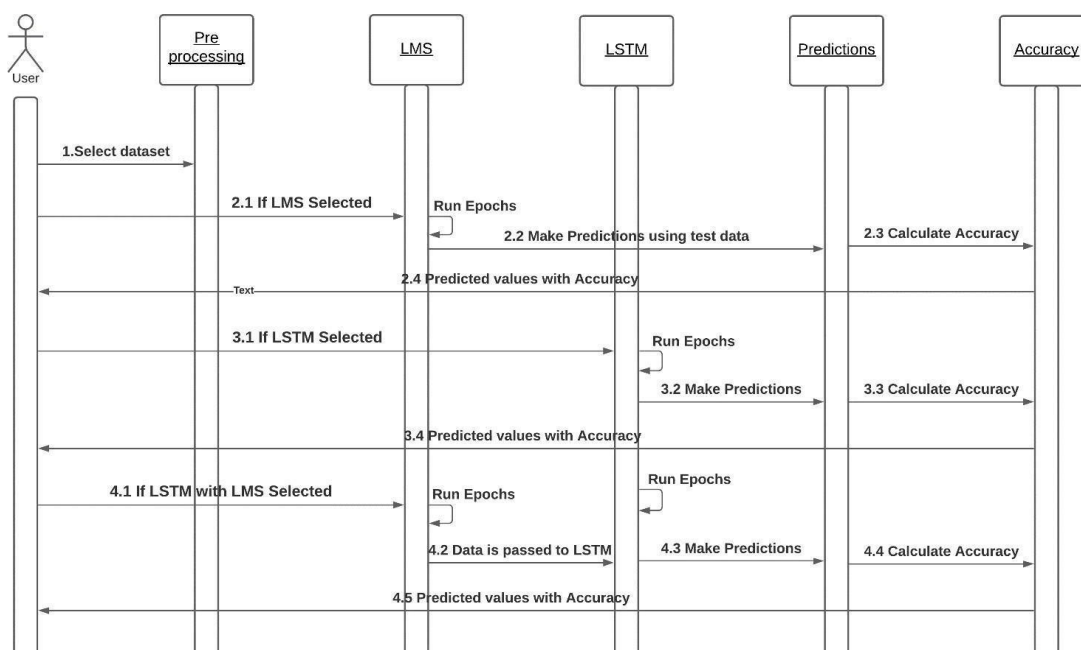 Pre
processing
LMS
LSTM
Predictions
Accuracy
User
1.Select dataset
2.1 If LMS Selected
Run Epochs
2.2 Make Predictions using test data
2.3 Calculate Accuracy
2.4 Predicted values with Accuracy
Text
3.1 If LSTM Selected
Run Epochs
3.2 Make Predictions
3.3 Calculate Accuracy
3.4 Predicted values with Accuracy
4.1 If LSTM with LMS Selected
Run Epochs
Run Epochs
4.2 Data is passed to LSTM
4.3 Make Predictions
4.4 Calculate Accuracy
4.5 Predicted values with Accuracy